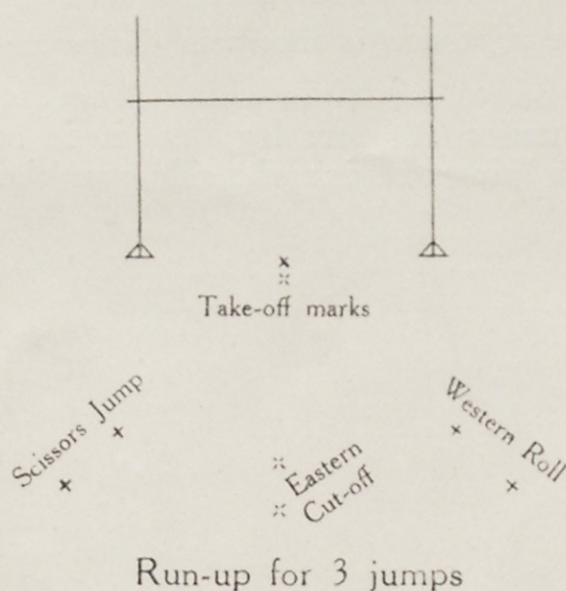 Take-off marks
Scissors Jump
Western Roll
Eastern
Cut-off
Run-up for 3 jumps